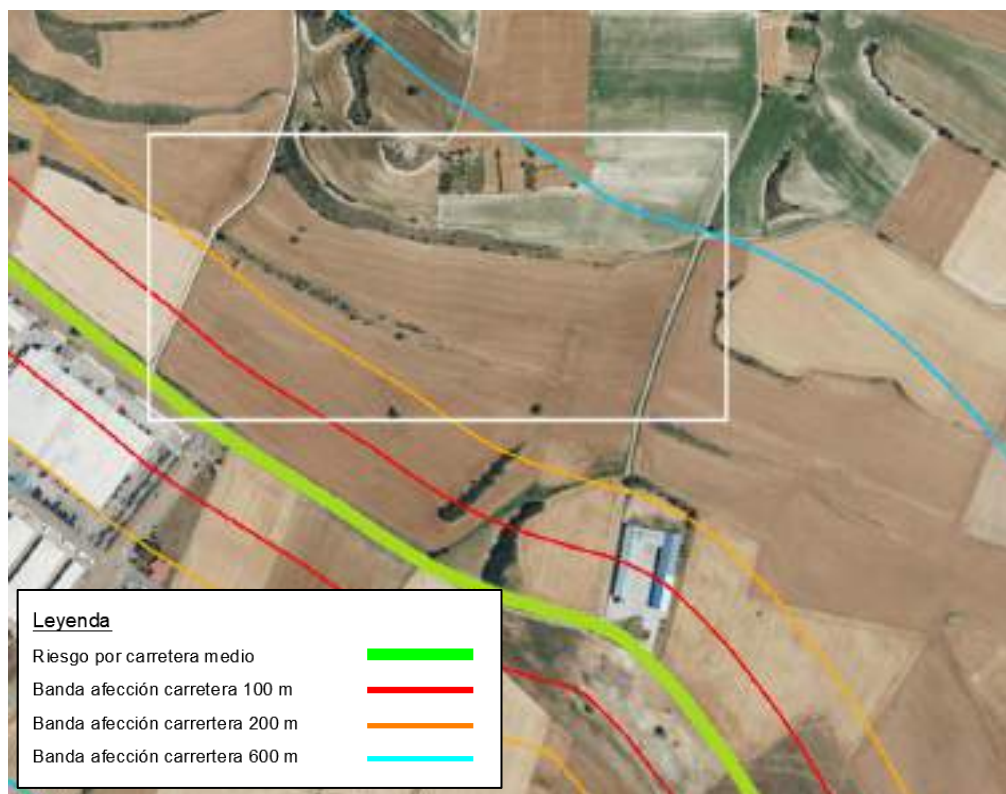 Leyenda
Riesgo por carretera medio
Banda afección carretera 100 m
Banda afección carrertera 200 m
Banda afección carrertera 600 m